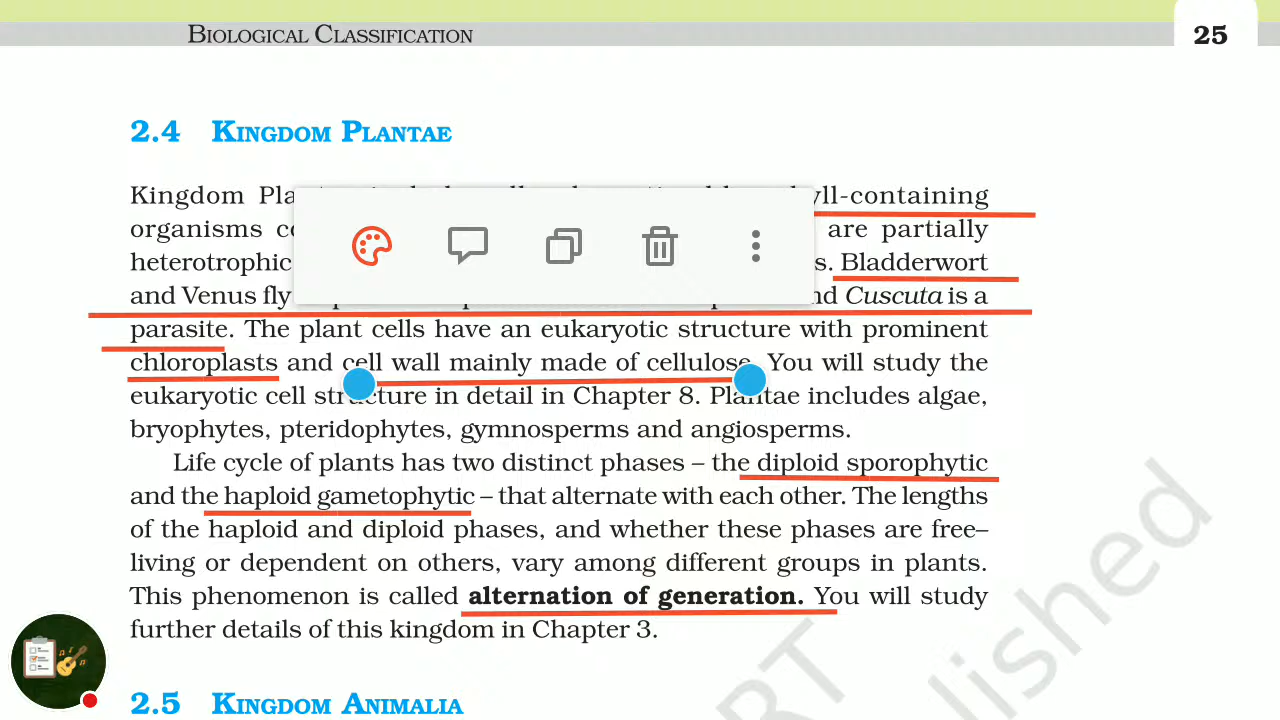 BIOLOGICAL CLASSIFICATION
25
2.4 KINGDOM PLANTAE
Kingdom yll-containing
organisms are partially
heterotrophic s. Bladderwort
and Venus fly Cuscuta is a
parasite. The plant cells have an eukaryotic structure with prominent
chloroplasts and cell wall mainly made of cellulose. You will study the
eukaryotic cell structure in detail in Chapter 8. Plantae includes algae,
bryophytes, pteridophytes, gymnosperms and angiosperms.
Life cycle of plants has two distinct phases – the diploid sporophytic
and the haploid gametophytic – that alternate with each other. The lengths
of the haploid and diploid phases, and whether these phases are free–
living or dependent on others, vary among different groups in plants.
This phenomenon is called alternation of generation. You will study
further details of this kingdom in Chapter 3.
2.5 KINGDOM ANIMALIA